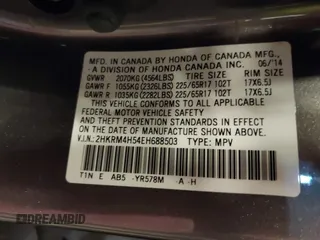 MFD. IN CANADA BY HONDA OF CANADA MFG.,
- A DIVISION OF HONDA CANADA INC. 06/'14
GVWR 2070KG (4564LBS) TIRE SIZE RIM SIZE
GAWR F 1055KG (2326LBS) 225/65R17 102T 17X6.5J
GAWR R 1035KG (2282LBS) 225/65R17 102T 17X6.5J
THIS VEHICLE CONFORMS TO ALL APPLICABLE
FEDERAL MOTOR VEHICLE SAFETY AND
THEFT PREVENTION STANDARDS IN EFFECT ON
THE DATE OF MANUFACTURE SHOWN ABOVE.
V.I.N.: 2HKRM4H54EH688503 TYPE: MPV
T1N E AB5 -YR578M -A -H
DREAMBID